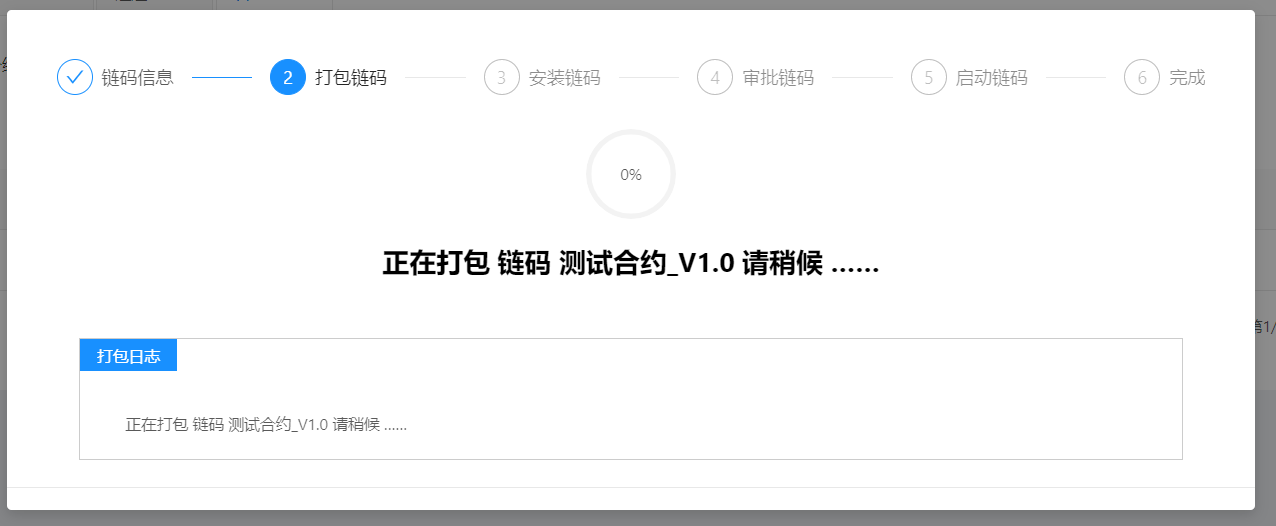 链码信息
2 打包链码
3 安装链码
4 审批链码
5 启动链码
6 完成
0%
正在打包 链码 测试合约_V1.0 请稍候 ......
第1/
打包日志
正在打包 链码 测试合约_V1.0 请稍候 ......